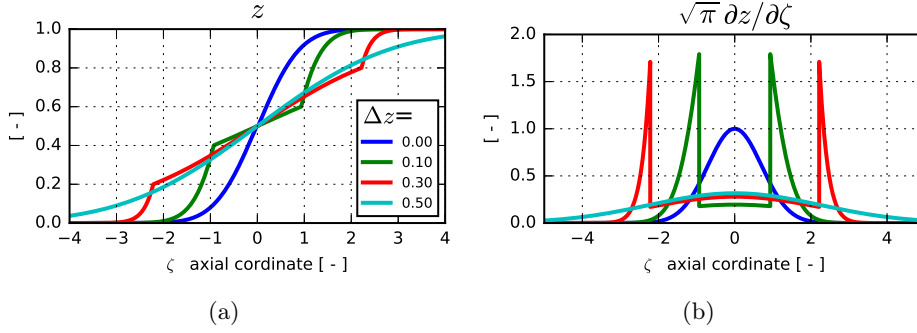 z
1.0
0.8
0.6
0.4
0.2
0.0
[ - ]
−4 −3 −2 −1 0 1 2 3 4
ζ axial cordinate [ - ]
Δz=
0.00
0.10
0.30
0.50
(a)
√π ∂z/∂ζ
2.0
1.5
1.0
0.5
0.0
[ - ]
−4 −2 0 2 4
ζ axial cordinate [ - ]
(b)